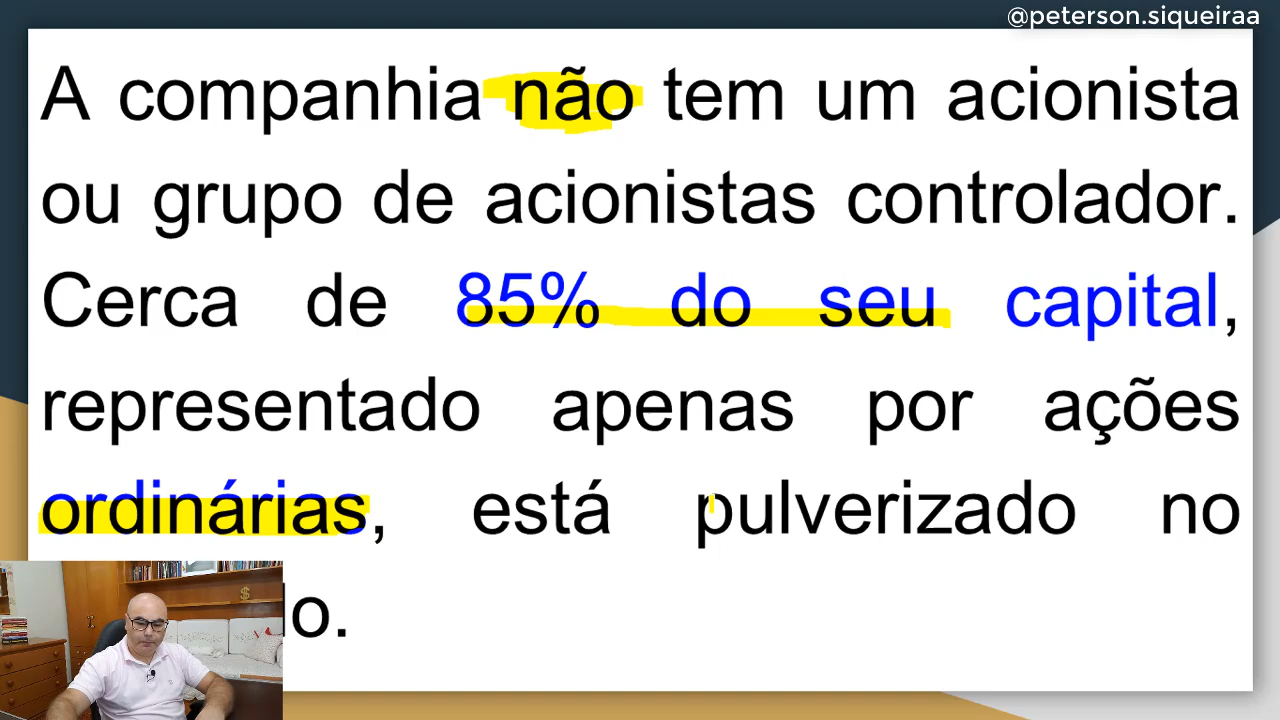 @peterson.siqueiraa
A companhia não tem um acionista
ou grupo de acionistas controlador.
Cerca de 85% do seu capital,
representado apenas por ações
ordinárias, está pulverizado no
o.